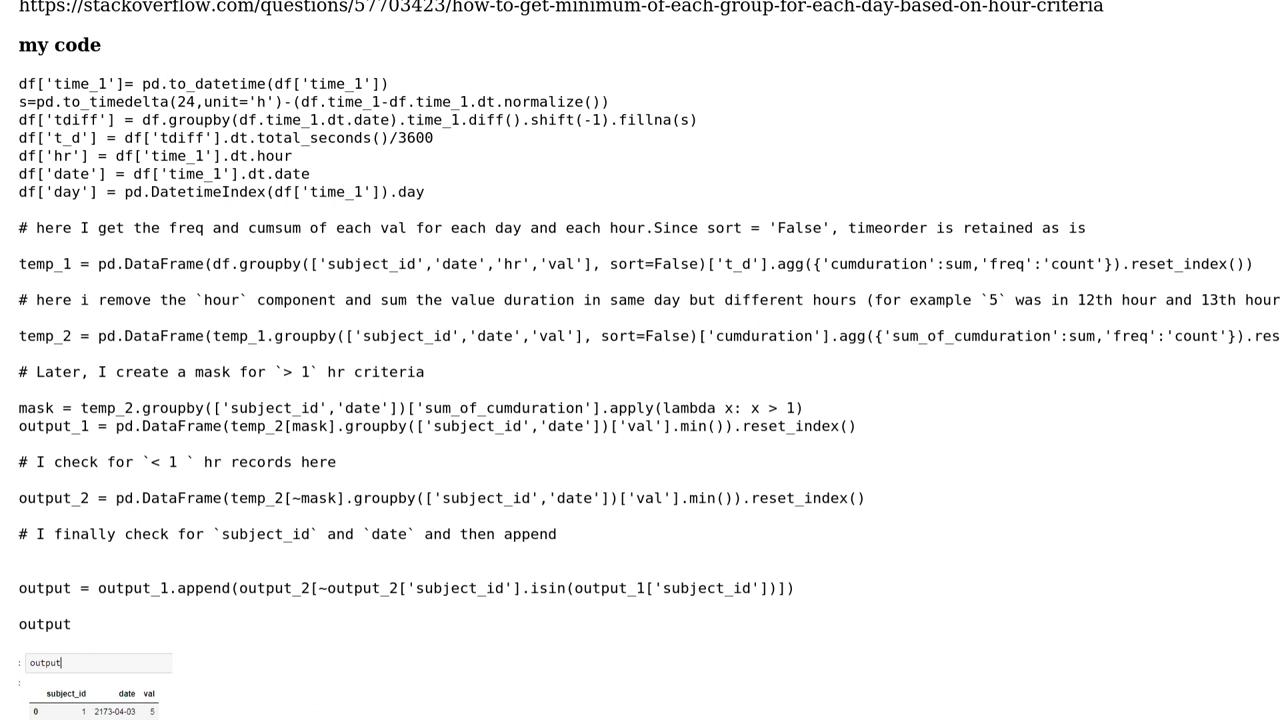 https://stackoverflow.com/questions/57703423/how-to-get-minimum-of-each-group-for-each-day-based-on-hour-criteria
my code
df['time_1']= pd.to_datetime(df['time_1'])
s=pd.to_timedelta(24,unit='h')-(df.time_1-df.time_1.dt.normalize())
df['tdiff'] = df.groupby(df.time_1.dt.date).time_1.diff().shift(-1).fillna(s)
df['t_d'] = df['tdiff'].dt.total_seconds()/3600
df['hr'] = df['time_1'].dt.hour
df['date'] = df['time_1'].dt.date
df['day'] = pd.DatetimeIndex(df['time_1']).day
# here I get the freq and cumsum of each val for each day and each hour.Since sort = 'False', timeorder is retained as is
temp_1 = pd.DataFrame(df.groupby(['subject_id','date','hr','val'], sort=False)['t_d'].agg({'cumduration':sum,'freq':'count'}).reset_index())
# here i remove the `hour` component and sum the value duration in same day but different hours (for example `5` was in 12th hour and 13th hour
temp_2 = pd.DataFrame(temp_1.groupby(['subject_id','date','val'], sort=False)['cumduration'].agg({'sum_of_cumduration':sum,'freq':'count'}).res
# Later, I create a mask for `> 1` hr criteria
mask = temp_2.groupby(['subject_id','date'])['sum_of_cumduration'].apply(lambda x: x > 1)
output_1 = pd.DataFrame(temp_2[mask].groupby(['subject_id','date'])['val'].min()).reset_index()
# I check for `< 1 ` hr records here
output_2 = pd.DataFrame(temp_2[~mask].groupby(['subject_id','date'])['val'].min()).reset_index()
# I finally check for `subject_id` and `date` and then append
output = output_1.append(output_2[~output_2['subject_id'].isin(output_1['subject_id'])])
output
: output
:
subject_id date val
0 1 2173-04-03 5